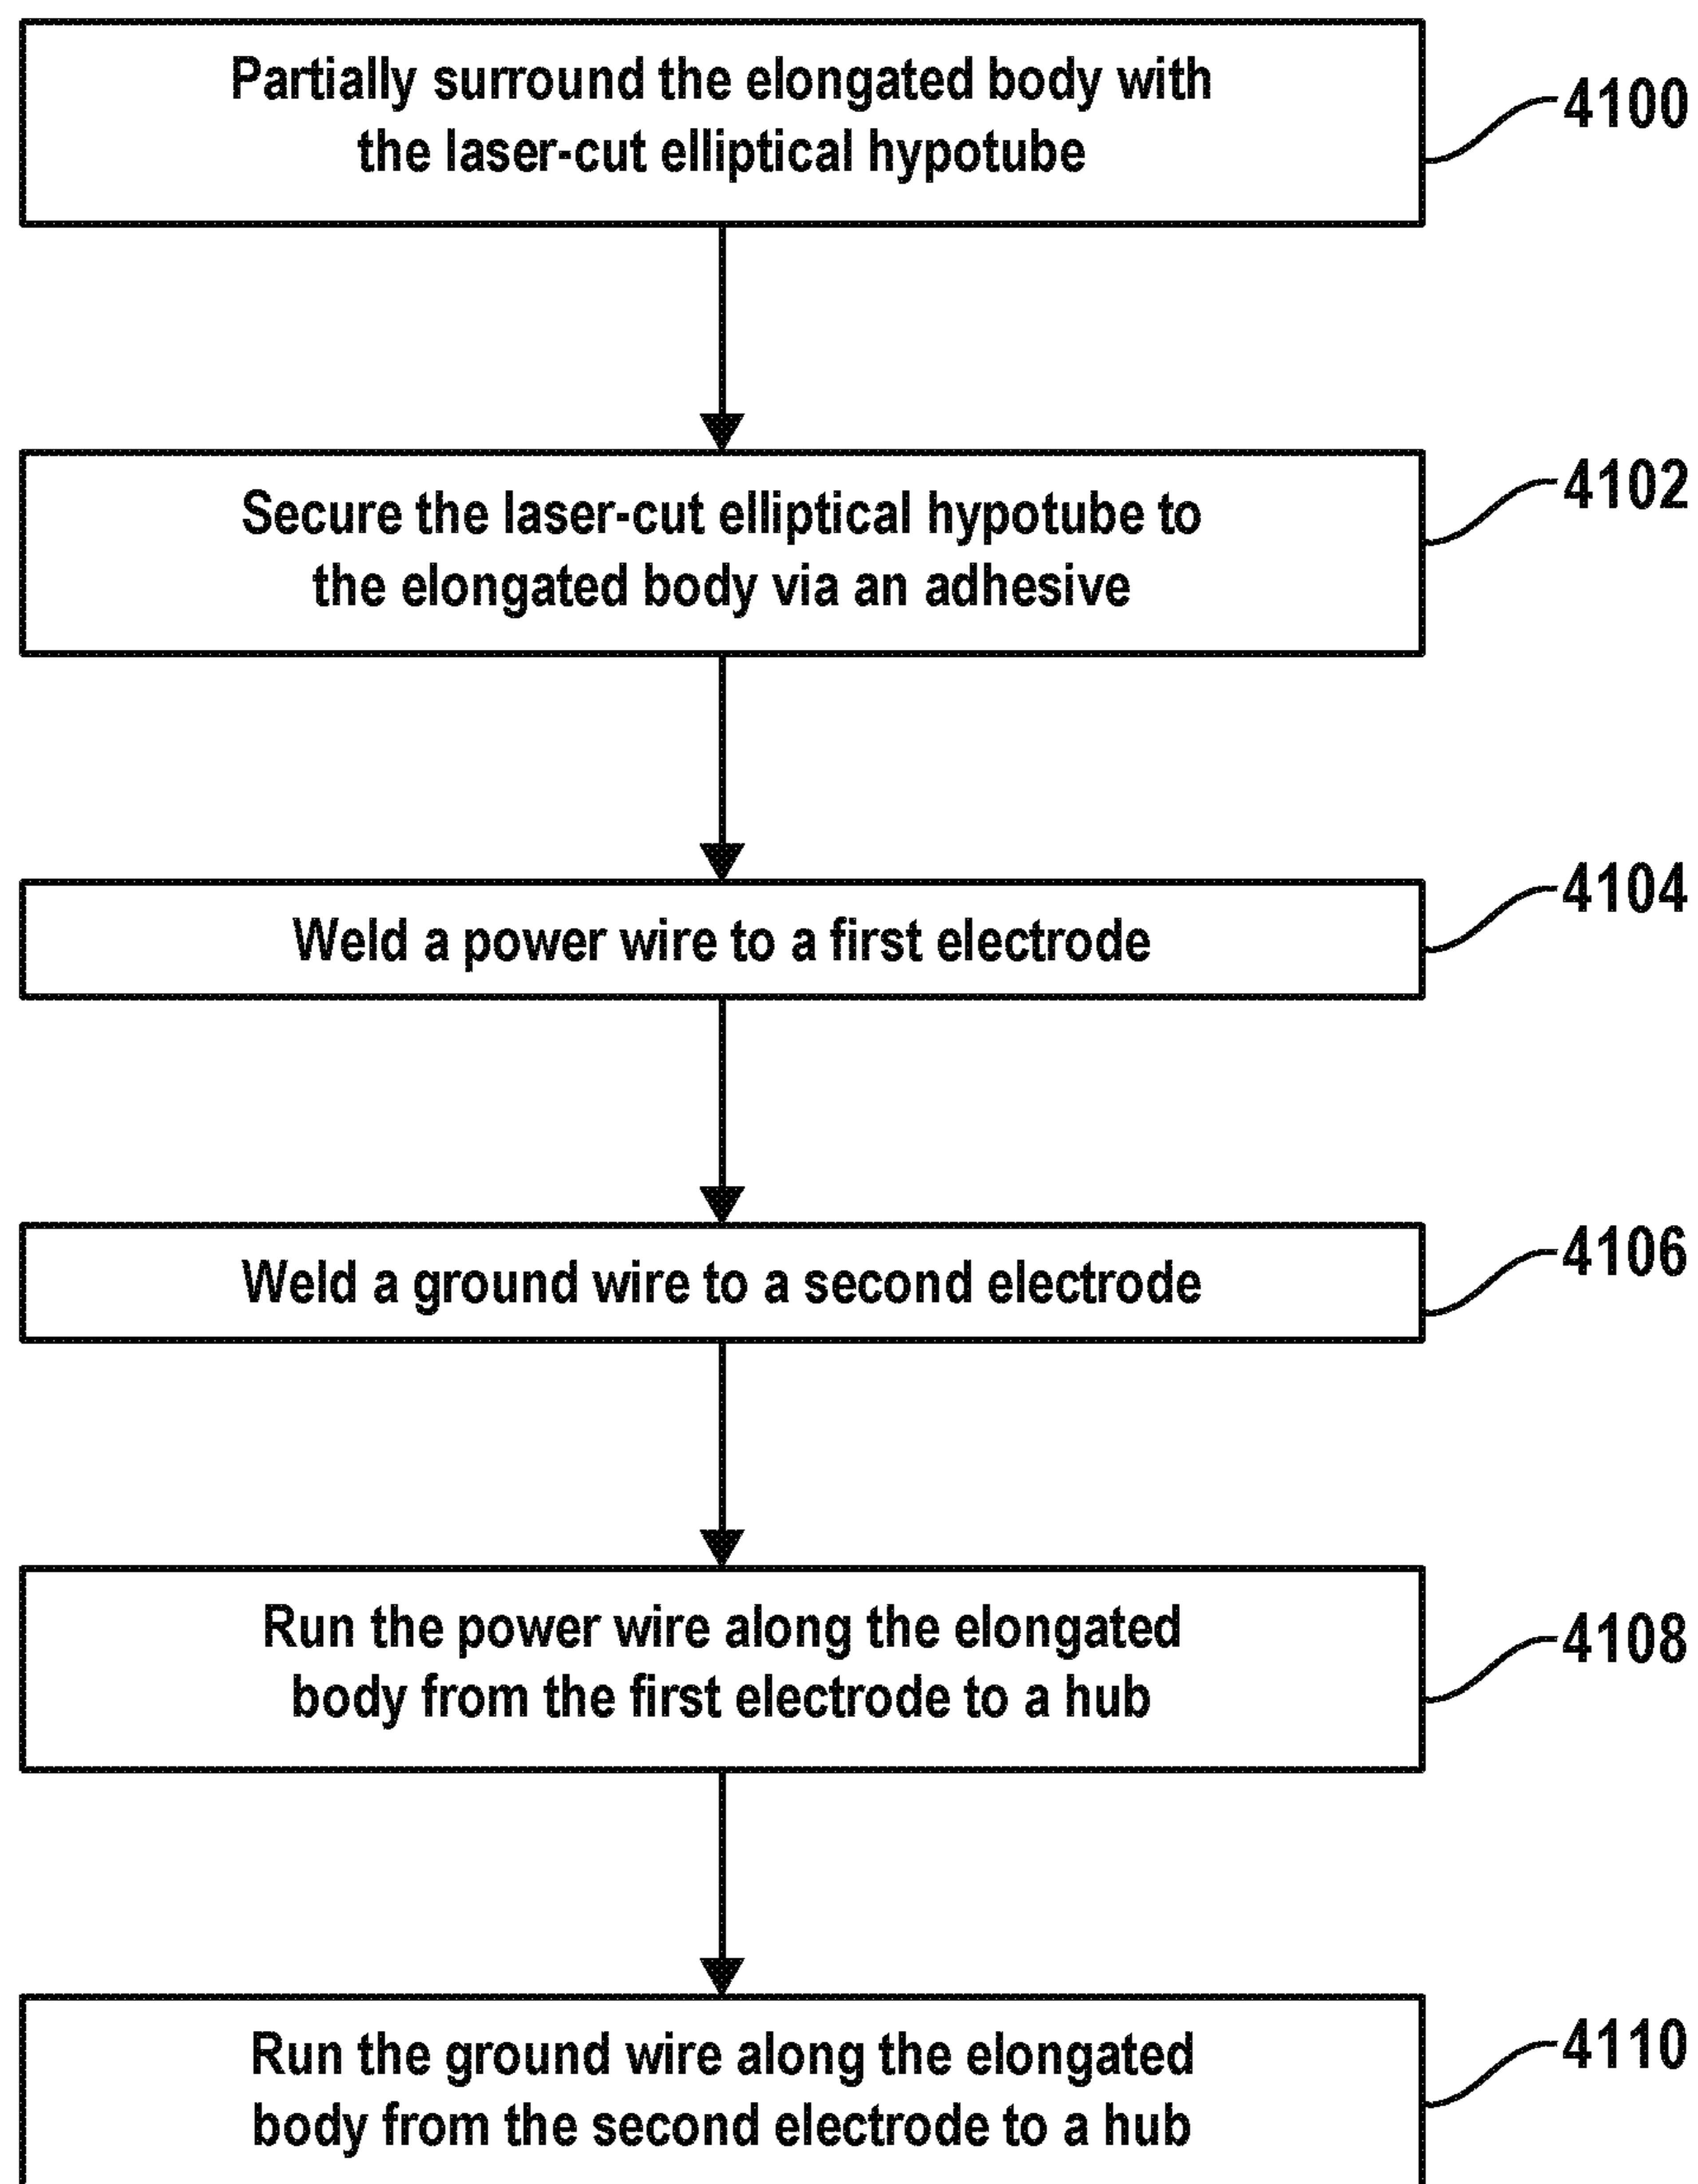 Partially surround the elongated body with
the laser-cut elliptical hypotube
4100
Secure the laser-cut elliptical hypotube to
the elongated body via an adhesive
4102
Weld a power wire to a first electrode
4104
Weld a ground wire to a second electrode
4106
Run the power wire along the elongated
body from the first electrode to a hub
4108
Run the ground wire along the elongated
body from the second electrode to a hub
4110